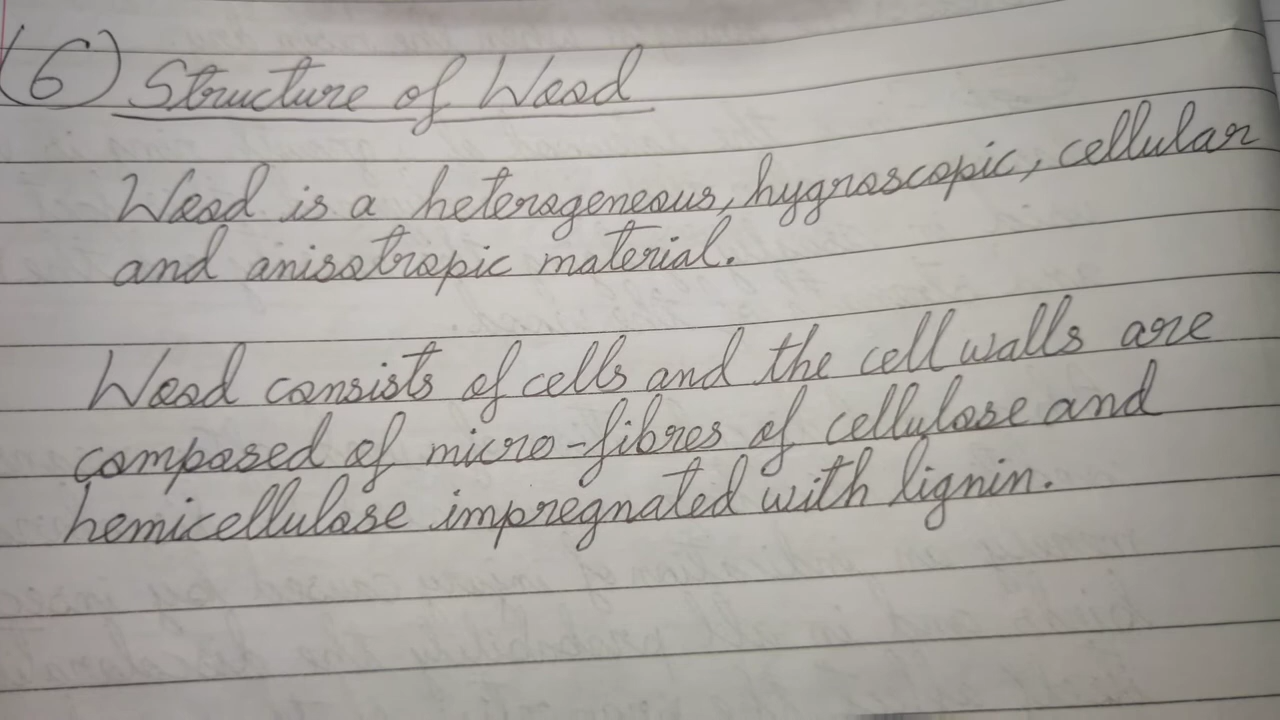 (6) Structure of Wood
Wood is a heterogeneous, hygroscopic, cellular
and anisotropic material.
Wood consists of cells and the cell walls are
composed of micro-fibres of cellulose and
hemicellulose impregnated with lignin.